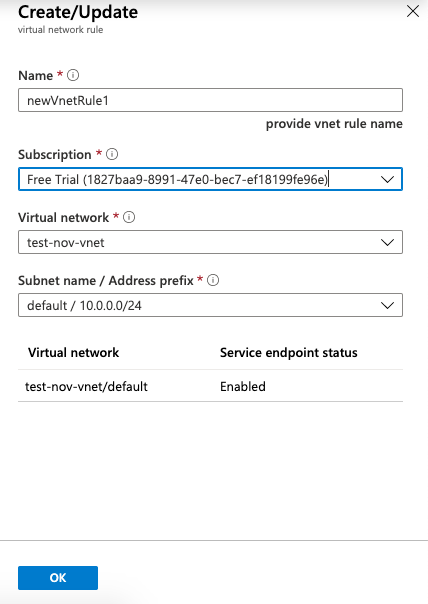 Create/Update
virtual network rule
Name *
newVnetRule1
provide vnet rule name
Subscription *
Free Trial (1827baa9-8991-47e0-bec7-ef18199fe96e)
Virtual network *
test-nov-vnet
Subnet name / Address prefix *
default / 10.0.0.0/24
Virtual network Service endpoint status
test-nov-vnet/default Enabled
OK